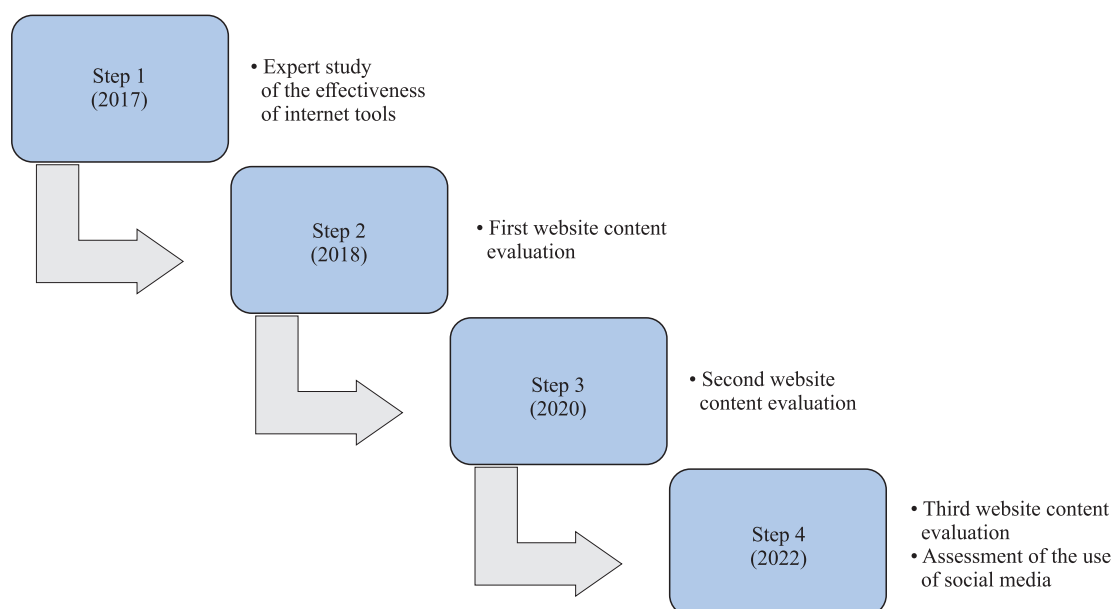 Step 1
(2017)
• Expert study
of the effectiveness
of internet tools
Step 2
(2018)
• First website content
evaluation
Step 3
(2020)
• Second website
content evaluation
Step 4
(2022)
• Third website content
evaluation
• Assessment of the use
of social media